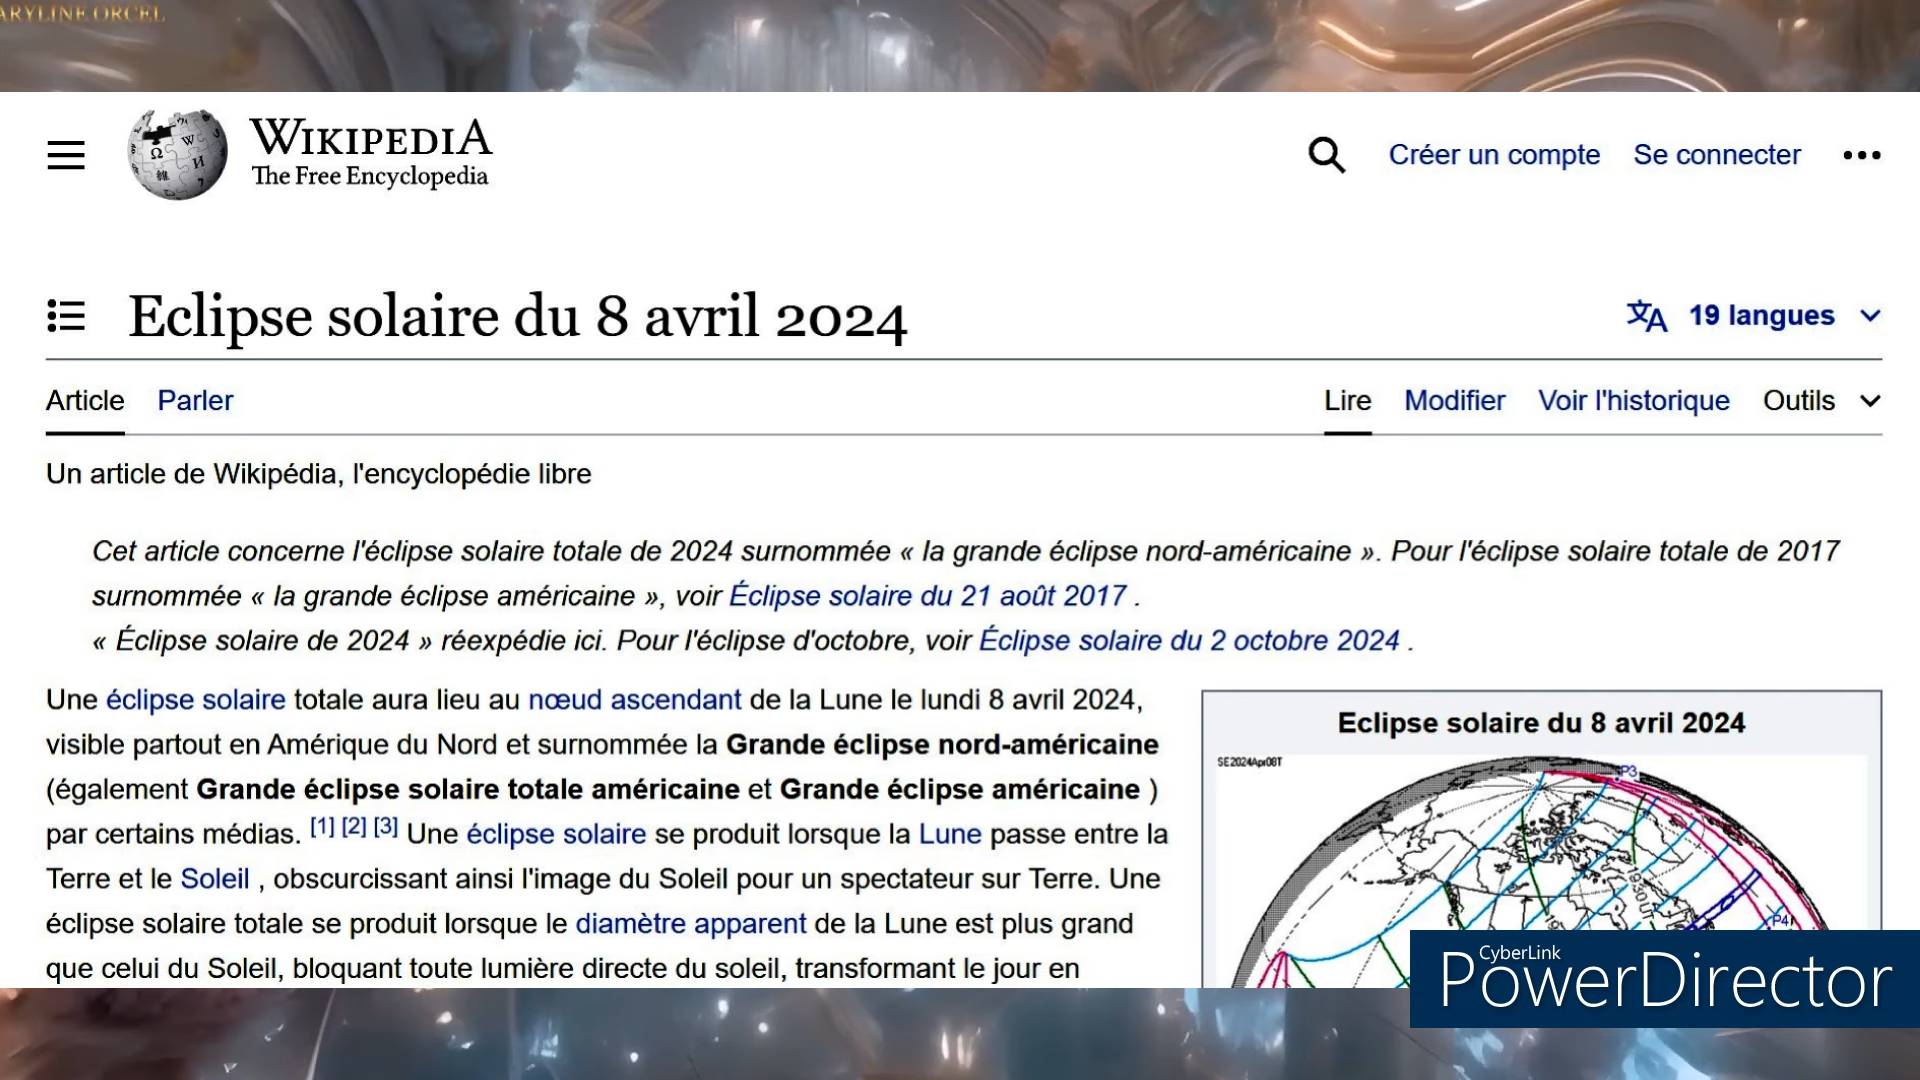 ARYLINE ORCEL
WIKIPEDIA
The Free Encyclopedia
Créer un compte Se connecter
Eclipse solaire du 8 avril 2024
19 langues
Article Parler
Lire Modifier Voir l'historique Outils
Un article de Wikipédia, l'encyclopédie libre
Cet article concerne l'éclipse solaire totale de 2024 surnommée « la grande éclipse nord-américaine ». Pour l'éclipse solaire totale de 2017
surnommée « la grande éclipse américaine », voir Éclipse solaire du 21 août 2017 .
« Éclipse solaire de 2024 » réexpédie ici. Pour l'éclipse d'octobre, voir Éclipse solaire du 2 octobre 2024 .
Une éclipse solaire totale aura lieu au nœud ascendant de la Lune le lundi 8 avril 2024,
visible partout en Amérique du Nord et surnommée la Grande éclipse nord-américaine
(également Grande éclipse solaire totale américaine et Grande éclipse américaine )
par certains médias. [1] [2] [3] Une éclipse solaire se produit lorsque la Lune passe entre la
Terre et le Soleil , obscurcissant ainsi l'image du Soleil pour un spectateur sur Terre. Une
éclipse solaire totale se produit lorsque le diamètre apparent de la Lune est plus grand
que celui du Soleil, bloquant toute lumière directe du soleil, transformant le jour en
Eclipse solaire du 8 avril 2024
SE2024Apr08T
P3
P4
CyberLink
PowerDirector